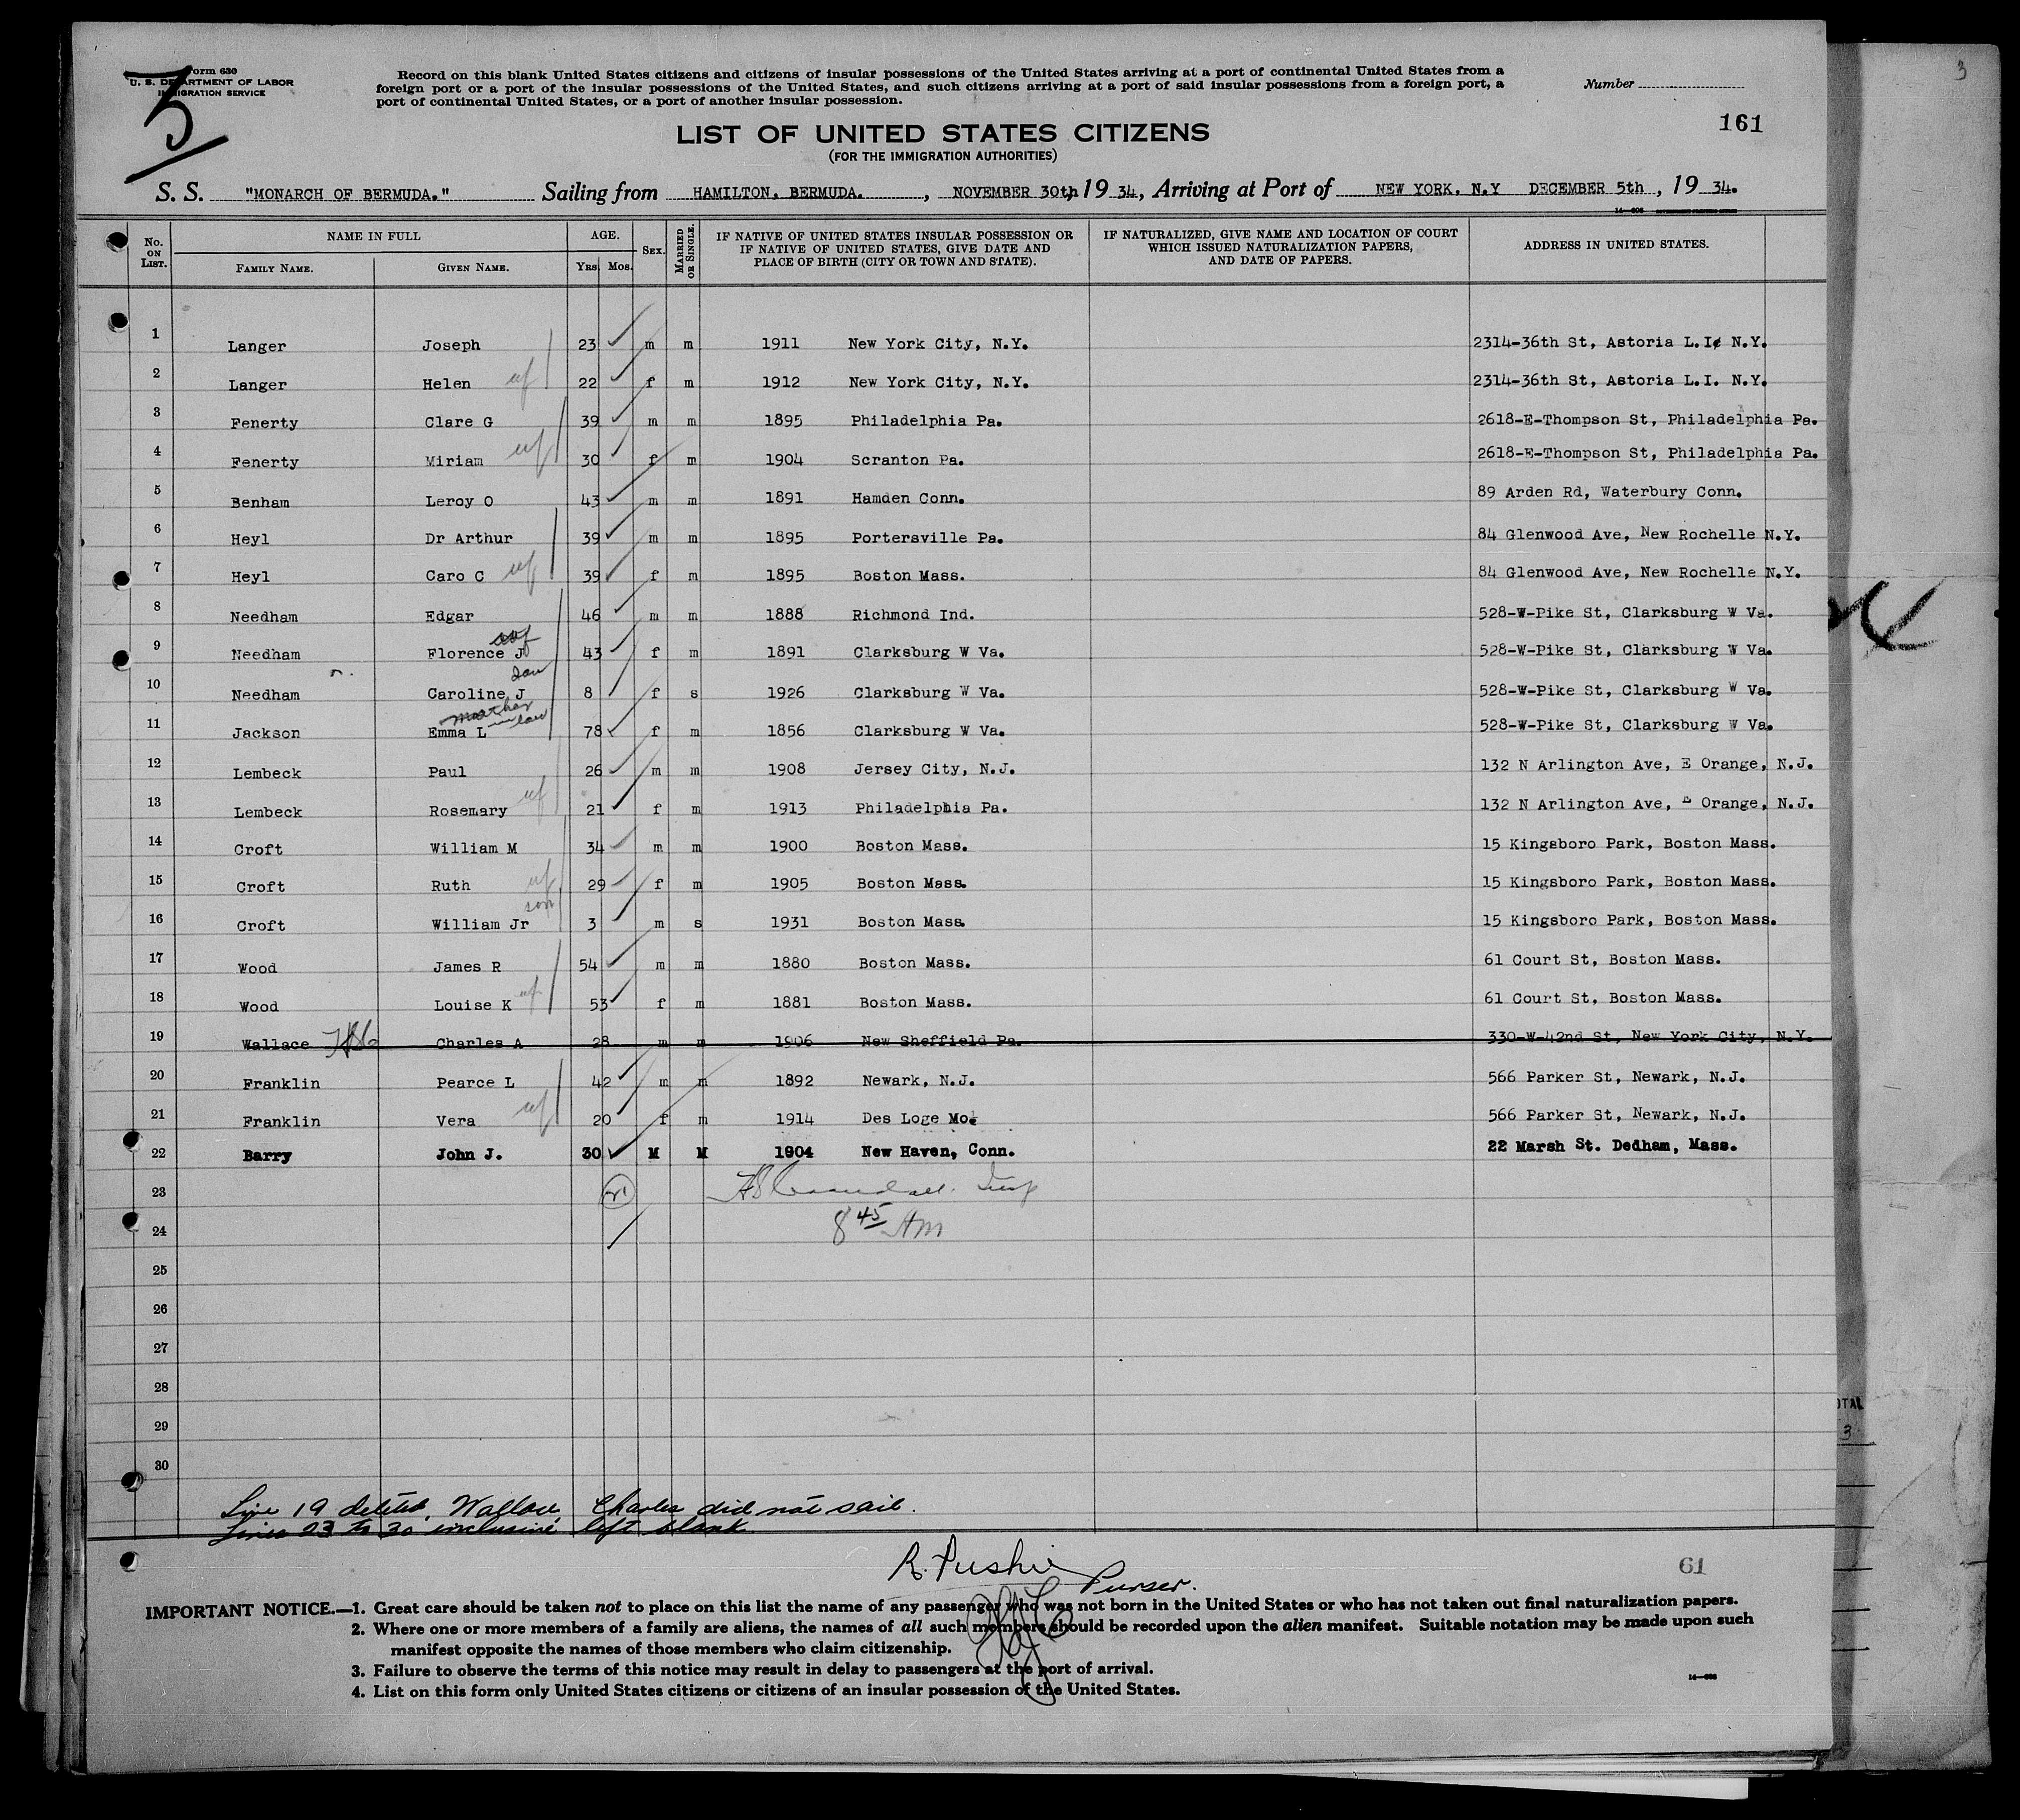 3
Form 630
U. S. DEPARTMENT OF LABOR
IMMIGRATION SERVICE
Record on this blank United States citizens and citizens of insular possessions of the United States arriving at a port of continental United States from a
foreign port or a port of the insular possessions of the United States, and such citizens arriving at a port of said insular possessions from a foreign port, a
port of continental United States, or a port of another insular possession.
Number
161
LIST OF UNITED STATES CITIZENS
(FOR THE IMMIGRATION AUTHORITIES)
S. S. "MONARCH OF BERMUDA." Sailing from HAMILTON, BERMUDA. , NOVEMBER 30th, 19 34, Arriving at Port of NEW YORK, N.Y DECEMBER 5th , 19 34.
No. ON LIST. NAME IN FULL FAMILY NAME. GIVEN NAME. AGE. YRS. MOS. SEX. MARRIED OR SINGLE. IF NATIVE OF UNITED STATES INSULAR POSSESSION OR IF NATIVE OF UNITED STATES, GIVE DATE AND PLACE OF BIRTH (CITY OR TOWN AND STATE). IF NATURALIZED, GIVE NAME AND LOCATION OF COURT WHICH ISSUED NATURALIZATION PAPERS, AND DATE OF PAPERS. ADDRESS IN UNITED STATES.
1 Langer Joseph 23 m m 1911 New York City, N.Y. 2314-36th St, Astoria L.I. N.Y.
2 Langer Helen wf 22 f m 1912 New York City, N.Y. 2314-36th St, Astoria L.I. N.Y.
3 Fenerty Clare G 39 m m 1895 Philadelphia Pa. 2618-E-Thompson St, Philadelphia Pa.
4 Fenerty Miriam wf 30 f m 1904 Scranton Pa. 2618-E-Thompson St, Philadelphia Pa.
5 Benham Leroy O 43 m m 1891 Hamden Conn. 89 Arden Rd, Waterbury Conn.
6 Heyl Dr Arthur 39 m m 1895 Portersville Pa. 84 Glenwood Ave, New Rochelle N.Y.
7 Heyl Caro C wf 39 f m 1895 Boston Mass. 84 Glenwood Ave, New Rochelle N.Y.
8 Needham Edgar 46 m m 1888 Richmond Ind. 528-W-Pike St, Clarksburg W Va.
9 Needham Florence J wf 43 f m 1891 Clarksburg W Va. 528-W-Pike St, Clarksburg W Va.
10 Needham Caroline J dau 8 f s 1926 Clarksburg W Va. 528-W-Pike St, Clarksburg W Va.
11 Jackson Emma L mother in law 78 f m 1856 Clarksburg W Va. 528-W-Pike St, Clarksburg W Va.
12 Lembeck Paul 26 m m 1908 Jersey City, N.J. 132 N Arlington Ave, E Orange, N.J.
13 Lembeck Rosemary wf 21 f m 1913 Philadelphia Pa. 132 N Arlington Ave, E Orange, N.J.
14 Croft William M 34 m m 1900 Boston Mass. 15 Kingsboro Park, Boston Mass.
15 Croft Ruth wf 29 f m 1905 Boston Mass. 15 Kingsboro Park, Boston Mass.
16 Croft William Jr son 3 m s 1931 Boston Mass 15 Kingsboro Park, Boston Mass.
17 Wood James R 54 m m 1880 Boston Mass. 61 Court St, Boston Mass.
18 Wood Louise K wf 53 f m 1881 Boston Mass. 61 Court St, Boston Mass.
19 Wallace Charles A 28 m m 1906 New Sheffield Pa. 330-W-42nd St, New York City, N.Y.
20 Franklin Pearce L 42 m m 1892 Newark, N.J. 566 Parker St, Newark, N.J.
21 Franklin Vera wf 20 f m 1914 Des Loge Mo. 566 Parker St, Newark, N.J.
22 Barry John J. 30 M M 1904 New Haven, Conn. 22 Marsh St. Dedham, Mass.
23 21
24 8 45 AM
25
26
27
28
29
30
Line 19 deleted, Wallace, Charles did not sail.
Lines 23 to 30 inclusive left blank
Purser.
61
IMPORTANT NOTICE.—1. Great care should be taken not to place on this list the name of any passenger who was not born in the United States or who has not taken out final naturalization papers.
2. Where one or more members of a family are aliens, the names of all such members should be recorded upon the alien manifest. Suitable notation may be made upon such
manifest opposite the names of those members who claim citizenship.
3. Failure to observe the terms of this notice may result in delay to passengers at the port of arrival.
4. List on this form only United States citizens or citizens of an insular possession of the United States.
3
OTAL
3